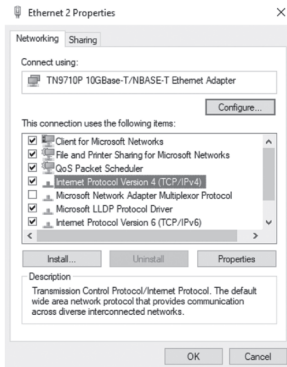 Ethernet 2 Properties
Networking Sharing
Connect using:
TN9710P 10GBase-T/NBASE-T Ethernet Adapter
Configure...
This connection uses the following items:
Client for Microsoft Networks
File and Printer Sharing for Microsoft Networks
QoS Packet Scheduler
Internet Protocol Version 4 (TCP/IPv4)
Microsoft Network Adapter Multiplexor Protocol
Microsoft LLDP Protocol Driver
Internet Protocol Version 6 (TCP/IPv6)
Install... Uninstall Properties
Description
Transmission Control Protocol/Internet Protocol. The default
wide area network protocol that provides communication
across diverse interconnected networks.
OK Cancel